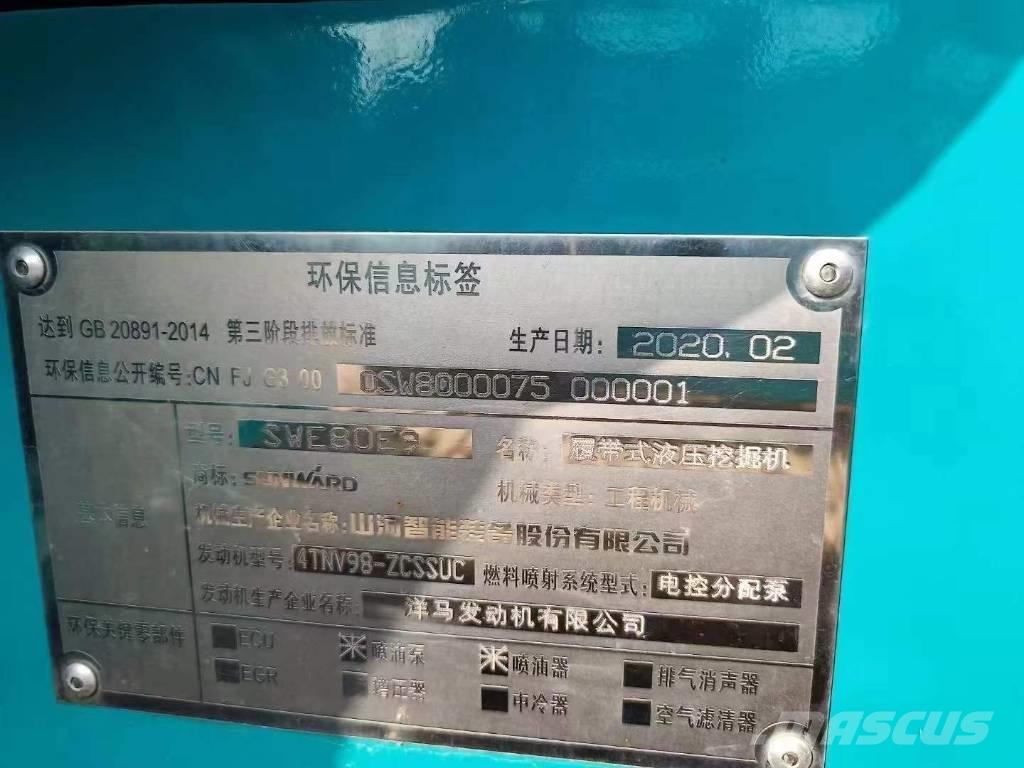 环保信息标签
达到 GB 20891-2014 第三阶段排放标准 生产日期: 2020.02
环保信息公开编号:CN FJ G3 00 0SW8000075 000001
型号: SWE80E9 名称: 履带式液压挖掘机
商标: SUNWARD 机械类型: 工程机械
基本信息
机械生产企业名称:山河智能装备股份有限公司
发动机型号: 4TNV98-ZCSSUC 燃料喷射系统型式: 电控分配泵
发动机生产企业名称: 洋马发动机有限公司
环保关键零部件 ECU 喷油泵 喷油器 排气消声器
EGR 增压器 中冷器 空气滤清器
MASCUS